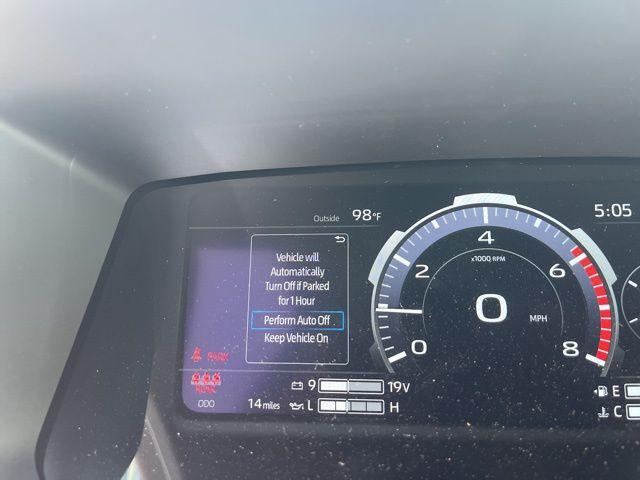 Outside 98°F
5:05
Vehicle will
Automatically
Turn Off if Parked
for 1 Hour
Perform Auto Off
Keep Vehicle On
0
2
4
6
8
x1000 RPM
0
MPH
PARK
ODO 14 miles
9 19V
L H
E
C